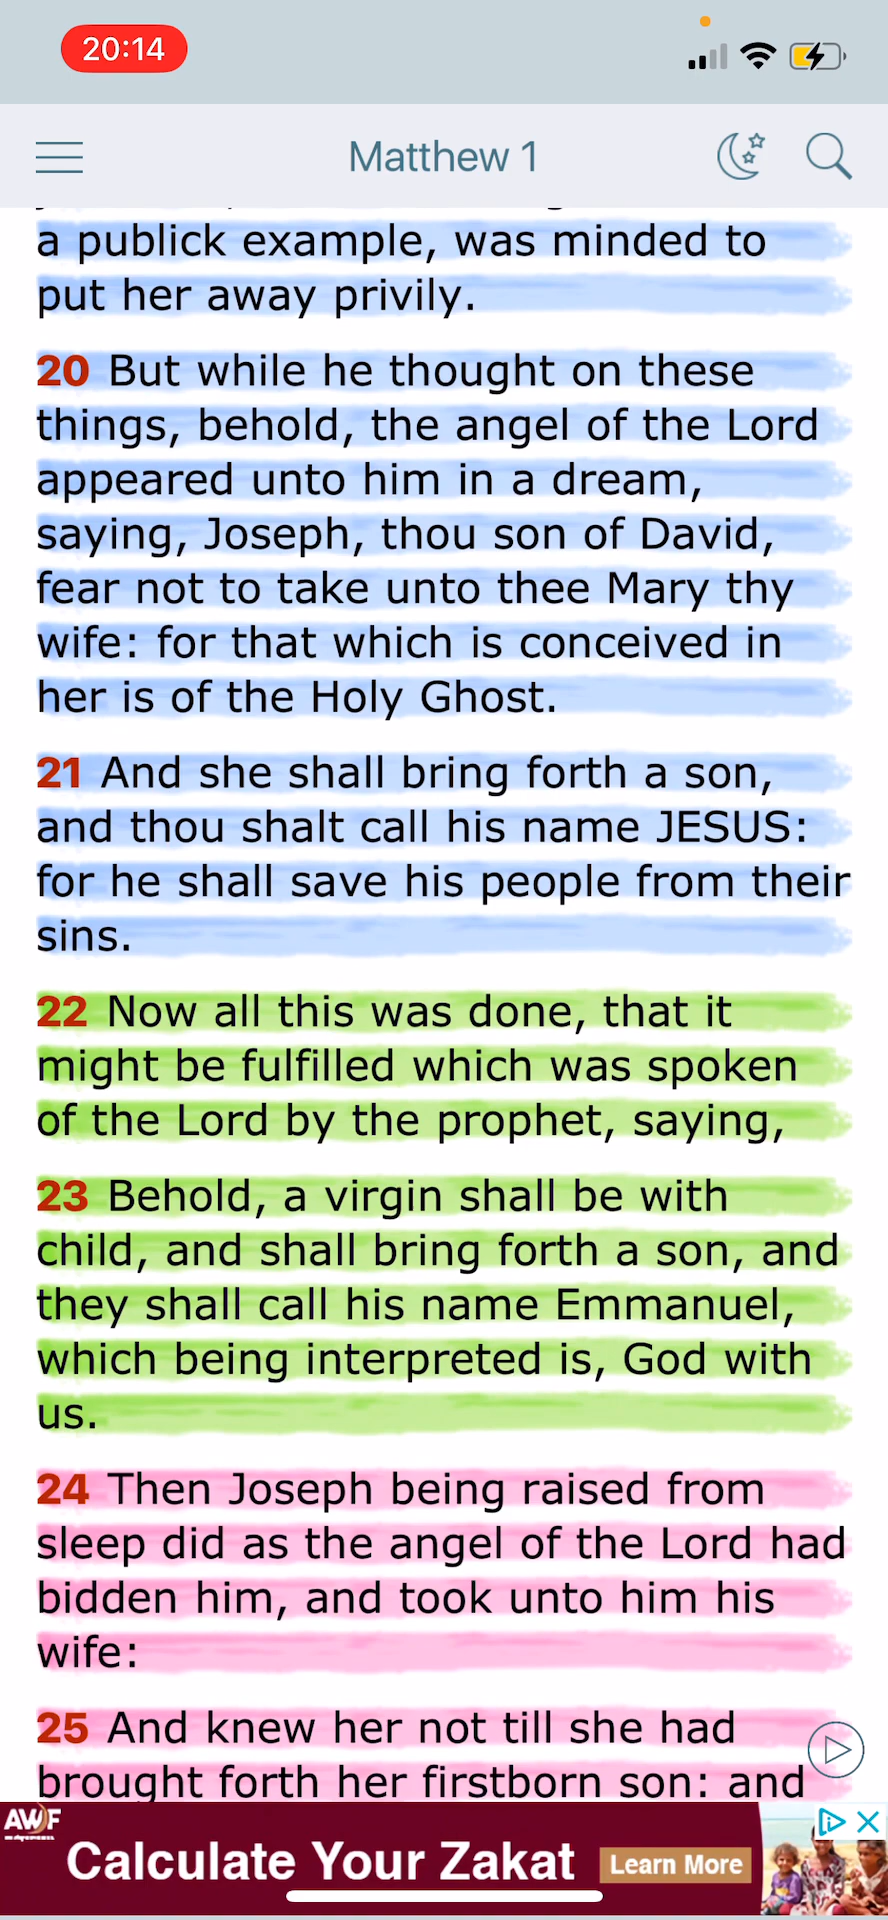 20:14
Matthew 1
a publick example, was minded to
put her away privily.
20 But while he thought on these
things, behold, the angel of the Lord
appeared unto him in a dream,
saying, Joseph, thou son of David,
fear not to take unto thee Mary thy
wife: for that which is conceived in
her is of the Holy Ghost.
21 And she shall bring forth a son,
and thou shalt call his name JESUS:
for he shall save his people from their
sins.
22 Now all this was done, that it
might be fulfilled which was spoken
of the Lord by the prophet, saying,
23 Behold, a virgin shall be with
child, and shall bring forth a son, and
they shall call his name Emmanuel,
which being interpreted is, God with
us.
24 Then Joseph being raised from
sleep did as the angel of the Lord had
bidden him, and took unto him his
wife:
25 And knew her not till she had
brought forth her firstborn son: and
AWF
Calculate Your Zakat
Learn More